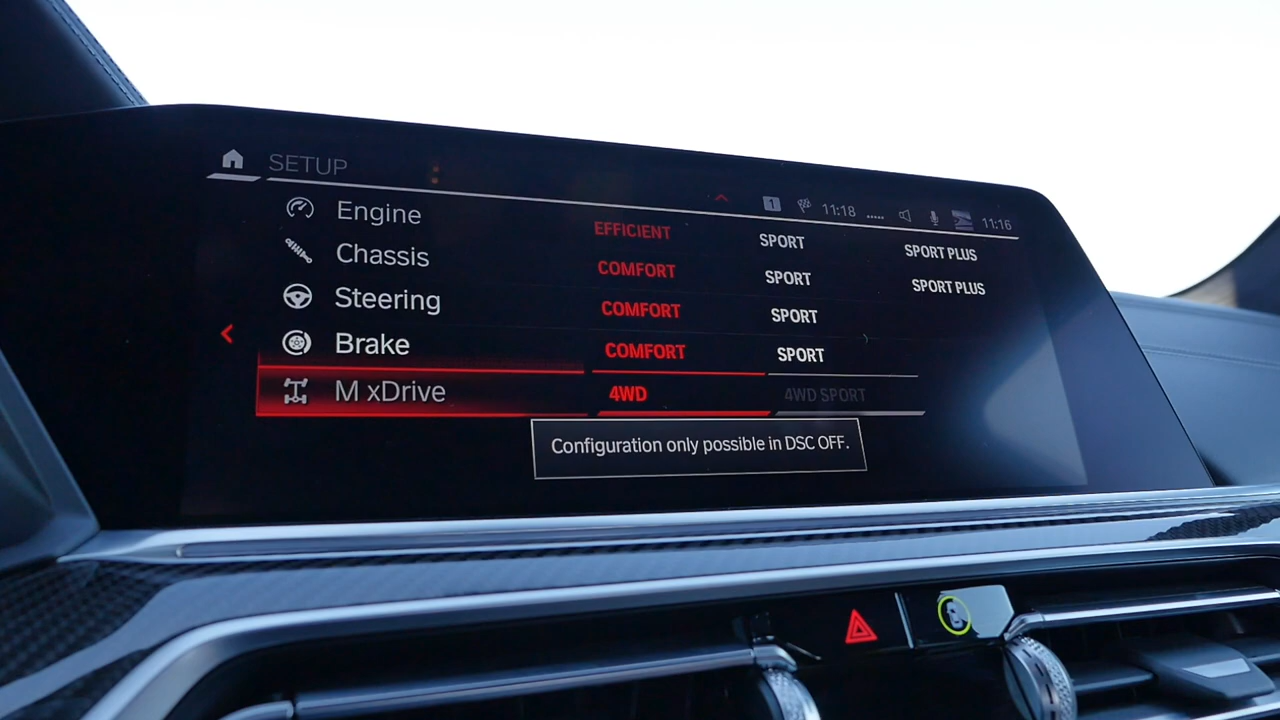 SETUP
1 11:18 11:16
Engine EFFICIENT SPORT SPORT PLUS
Chassis COMFORT SPORT SPORT PLUS
Steering COMFORT SPORT
Brake COMFORT SPORT
M xDrive 4WD 4WD SPORT
Configuration only possible in DSC OFF.